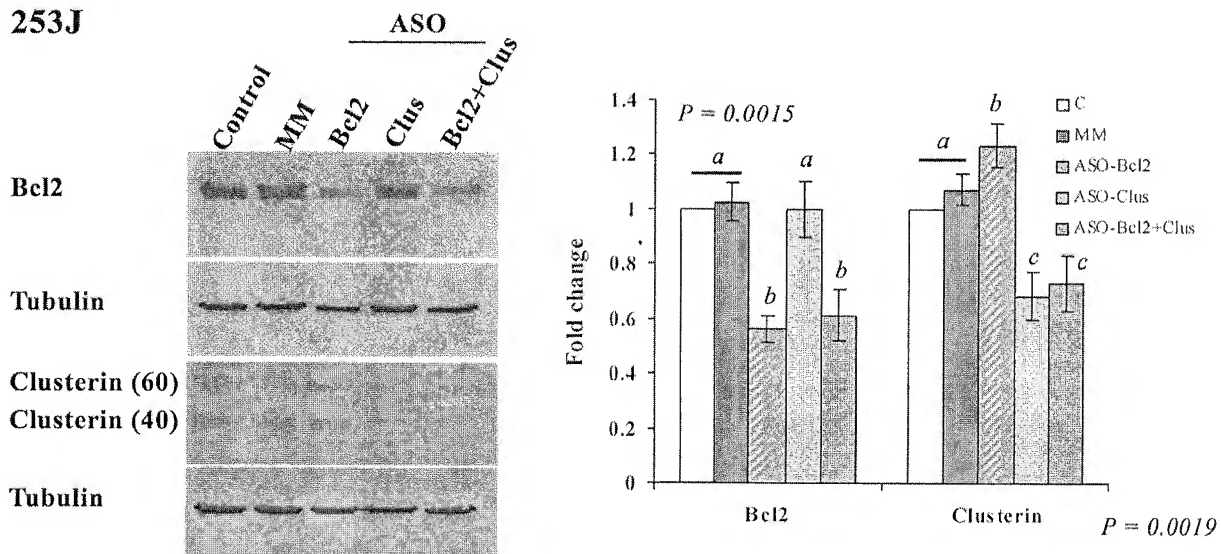 253J
ASO
Control
MM
Bcl2
Clus
Bcl2+Clus
Bcl2
Tubulin
Clusterin (60)
Clusterin (40)
Tubulin
1.4
1.2
1
0.8
0.6
0.4
0.2
0
Fold change
P = 0.0015
a
b
a
b
a
b
c
c
C
MM
ASO-Bcl2
ASO-Clus
ASO-Bcl2+Clus
Bcl2
Clusterin
P = 0.0019